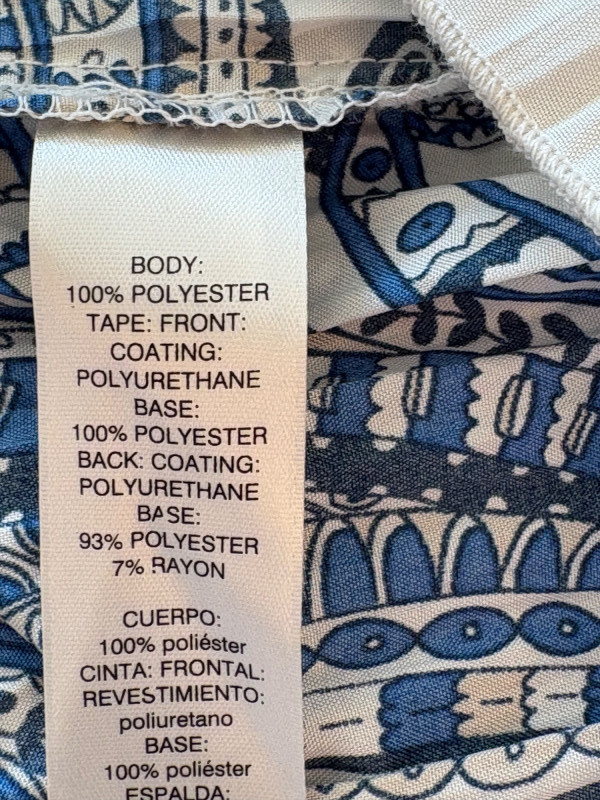 BODY:
100% POLYESTER
TAPE: FRONT:
COATING:
POLYURETHANE
BASE:
100% POLYESTER
BACK: COATING:
POLYURETHANE
BASE:
93% POLYESTER
7% RAYON
CUERPO:
100% poliéster
CINTA: FRONTAL:
REVESTIMIENTO:
poliuretano
BASE:
100% poliéster
ESPALDA: